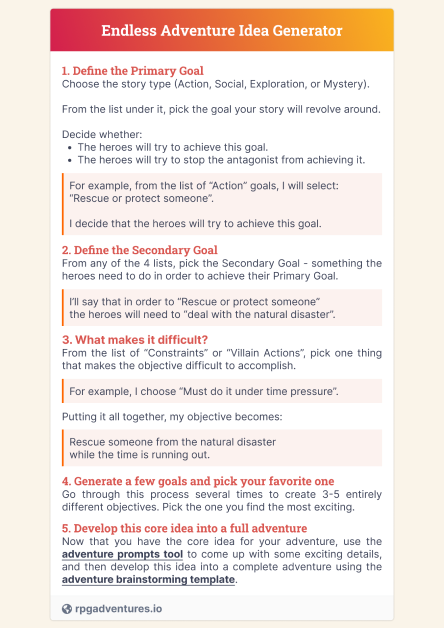 Endless Adventure Idea Generator
1. Define the Primary Goal
Choose the story type (Action, Social, Exploration, or Mystery).
From the list under it, pick the goal your story will revolve around.
Decide whether:
• The heroes will try to achieve this goal.
• The heroes will try to stop the antagonist from achieving it.
For example, from the list of “Action” goals, I will select:
“Rescue or protect someone”.
I decide that the heroes will try to achieve this goal.
2. Define the Secondary Goal
From any of the 4 lists, pick the Secondary Goal - something the
heroes need to do in order to achieve their Primary Goal.
I’ll say that in order to “Rescue or protect someone”
the heroes will need to “deal with the natural disaster”.
3. What makes it difficult?
From the list of “Constraints” or “Villain Actions”, pick one thing
that makes the objective difficult to accomplish.
For example, I choose “Must do it under time pressure”.
Putting it all together, my objective becomes:
Rescue someone from the natural disaster
while the time is running out.
4. Generate a few goals and pick your favorite one
Go through this process several times to create 3-5 entirely
different objectives. Pick the one you find the most exciting.
5. Develop this core idea into a full adventure
Now that you have the core idea for your adventure, use the
adventure prompts tool to come up with some exciting details,
and then develop this idea into a complete adventure using the
adventure brainstorming template.
rpgadventures.io